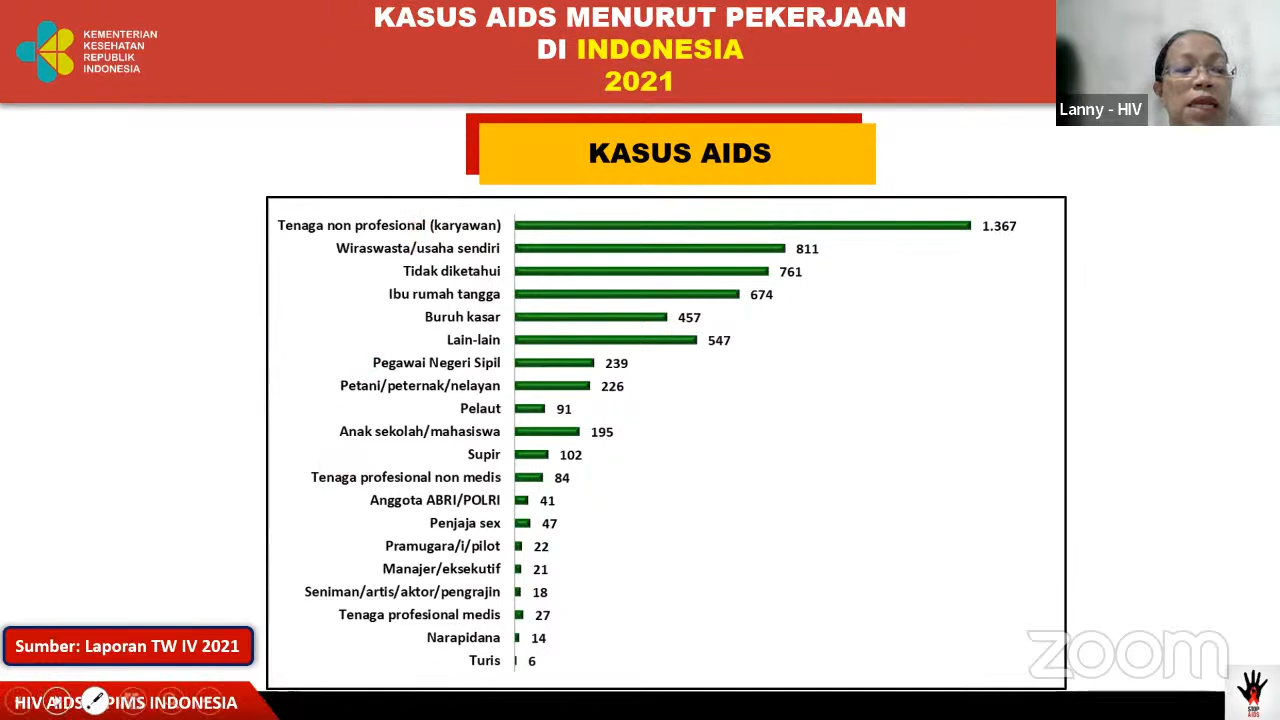 KEMENTERIAN
KESEHATAN
REPUBLIK
INDONESIA
KASUS AIDS MENURUT PEKERJAAN
DI INDONESIA
2021
Lanny - HIV
KASUS AIDS
Tenaga non profesional (karyawan) 1.367
Wiraswasta/usaha sendiri 811
Tidak diketahui 761
Ibu rumah tangga 674
Buruh kasar 457
Lain-lain 547
Pegawai Negeri Sipil 239
Petani/peternak/nelayan 226
Pelaut 91
Anak sekolah/mahasiswa 195
Supir 102
Tenaga profesional non medis 84
Anggota ABRI/POLRI 41
Penjaja sex 47
Pramugara/i/pilot 22
Manajer/eksekutif 21
Seniman/artis/aktor/pengrajin 18
Tenaga profesional medis 27
Narapidana 14
Turis 6
Sumber: Laporan TW IV 2021
HIV AIDS PIMS INDONESIA
zoom
STOP
AIDS